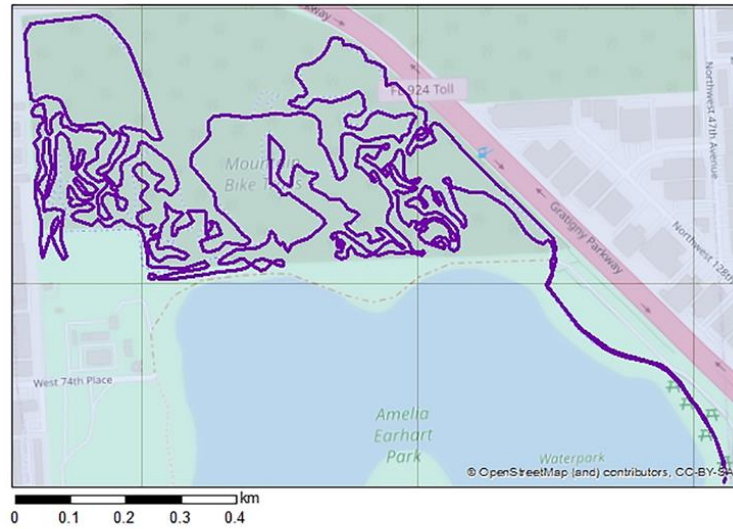 FL 924 Toll
Northwest 47th Avenue
Mountain
Bike Trails
Gratigny Parkway
Northwest 128th
West 74th Place
Amelia
Earhart
Park
Waterpark
© OpenStreetMap (and) contributors, CC-BY-SA
km
0 0.1 0.2 0.3 0.4